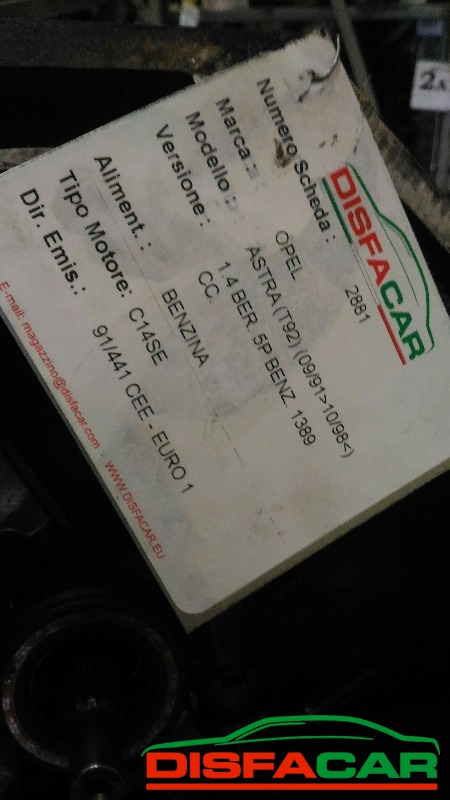 DISFACAR
Numero Scheda : 2881
Marca : OPEL
Modello : ASTRA (T92) (09/91>10/98<)
Versione : 1.4 BER. 5P BENZ. 1389
CC.
Aliment. : BENZINA
Tipo Motore: C14SE
Dir. Emis.: 91/441 CEE - EURO 1
E-mail: magazzino@disfacar.com - WWW.DISFACAR.EU
DISFACAR